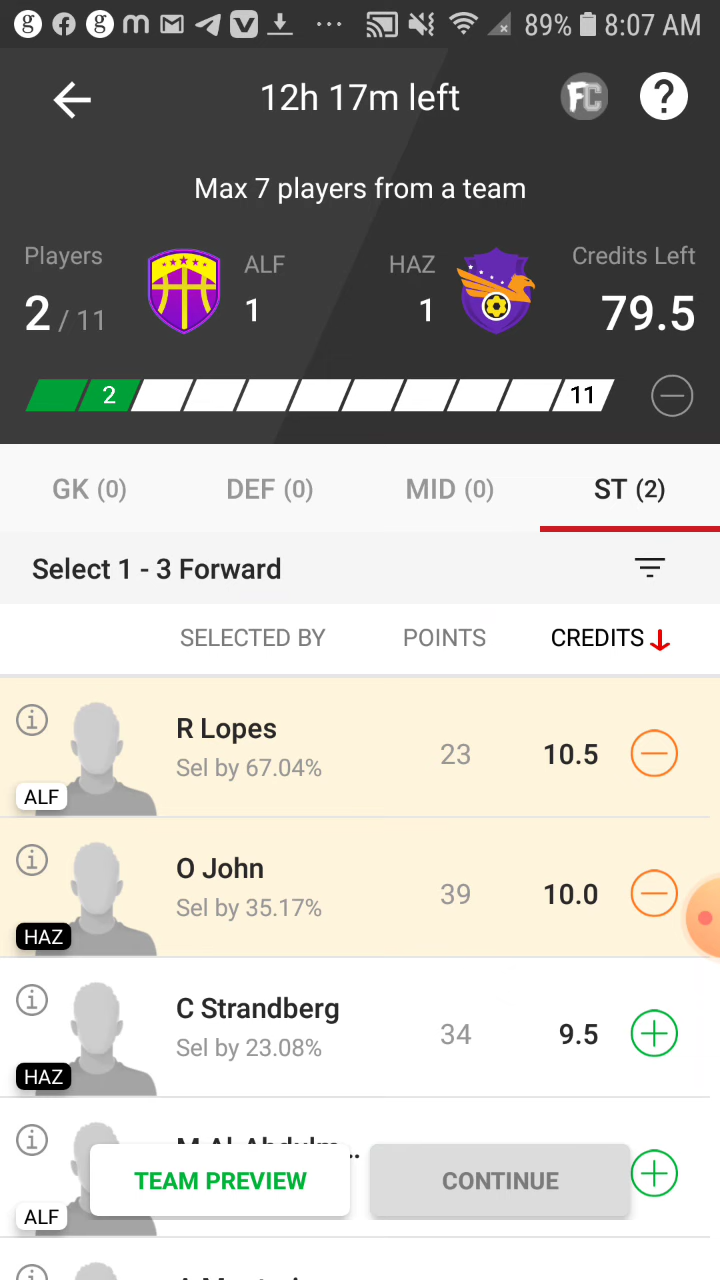 89% 8:07 AM
12h 17m left
FC ?
Max 7 players from a team
Players ALF HAZ Credits Left
2 / 11 1 1 79.5
2 11
GK (0) DEF (0) MID (0) ST (2)
Select 1 - 3 Forward
SELECTED BY POINTS CREDITS
R Lopes
Sel by 67.04% 23 10.5
ALF
O John
Sel by 35.17% 39 10.0
HAZ
C Strandberg
Sel by 23.08% 34 9.5
HAZ
TEAM PREVIEW CONTINUE
ALF